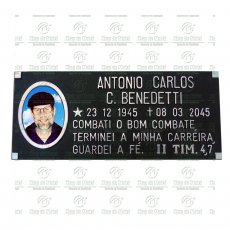 ANTONIO CARLOS
C. BENEDETTI
★ 23 12 1945 ✝ 08 03 2045
COMBATI O BOM COMBATE
TERMINEI A MINHA CARREIRA
GUARDEI A FÉ. II TIM. 4,7